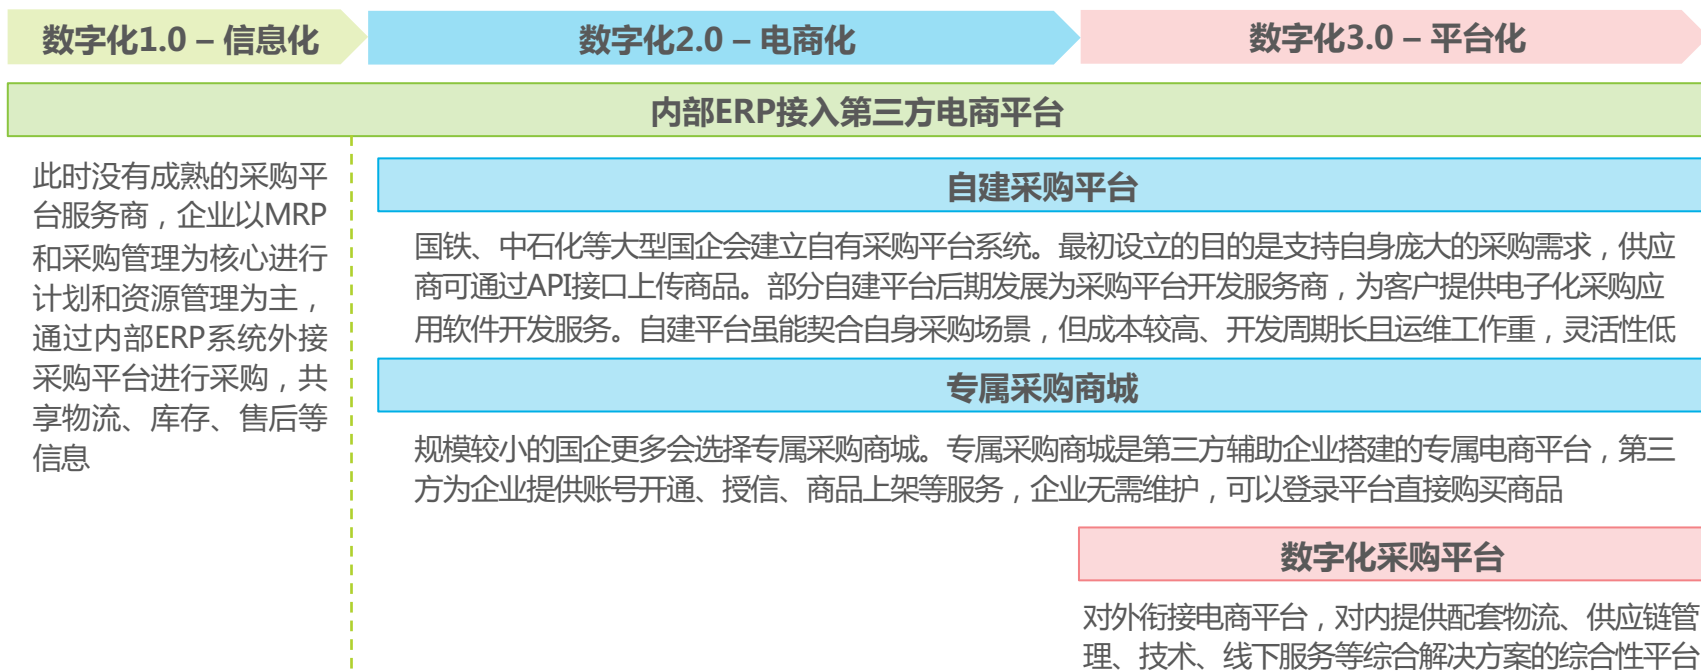 数字化1.0 – 信息化
数字化2.0 – 电商化
数字化3.0 – 平台化
内部ERP接入第三方电商平台
此时没有成熟的采购平
台服务商，企业以MRP
和采购管理为核心进行
计划和资源管理为主，
通过内部ERP系统外接
采购平台进行采购，共
享物流、库存、售后等
信息
自建采购平台
国铁、中石化等大型国企会建立自有采购平台系统。最初设立的目的是支持自身庞大的采购需求，供应
商可通过API接口上传商品。部分自建平台后期发展为采购平台开发服务商，为客户提供电子化采购应
用软件开发服务。自建平台虽能契合自身采购场景，但成本较高、开发周期长且运维工作重，灵活性低
专属采购商城
规模较小的国企更多会选择专属采购商城。专属采购商城是第三方辅助企业搭建的专属电商平台，第三
方为企业提供账号开通、授信、商品上架等服务，企业无需维护，可以登录平台直接购买商品
数字化采购平台
对外衔接电商平台，对内提供配套物流、供应链管
理、技术、线下服务等综合解决方案的综合性平台